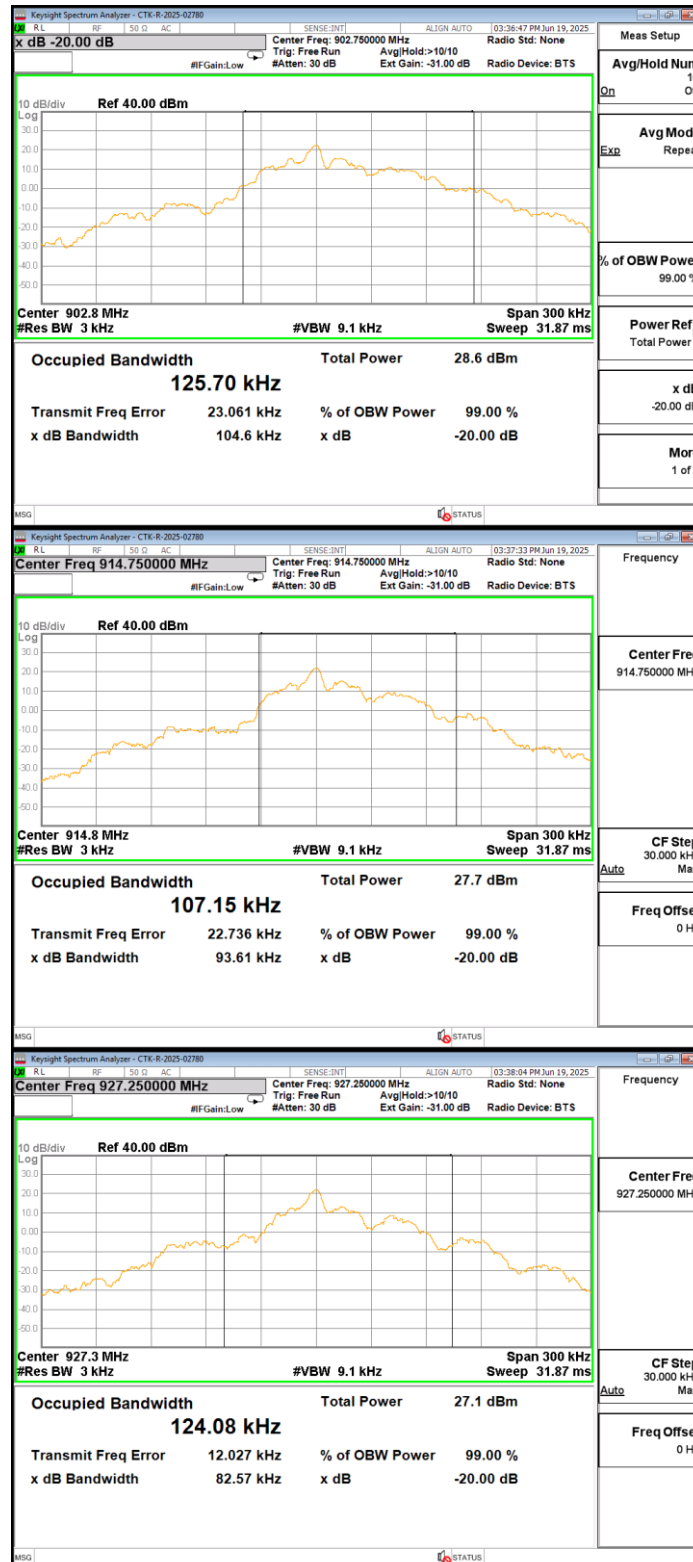 Keysight Spectrum Analyzer - CTK-R-2025-02780
LXI RL RF 50 Ω AC SENSE:INT ALIGN AUTO 03:36:47 PM Jun 19, 2025
x dB -20.00 dB Center Freq: 902.750000 MHz Radio Std: None
Trig: Free Run Avg|Hold:>10/10
#IFGain:Low #Atten: 30 dB Ext Gain: -31.00 dB Radio Device: BTS
10 dB/div Ref 40.00 dBm
Log
30.0
20.0
10.0
0.00
-10.0
-20.0
-30.0
-40.0
-50.0
Center 902.8 MHz Span 300 kHz
#Res BW 3 kHz #VBW 9.1 kHz Sweep 31.87 ms
Occupied Bandwidth Total Power 28.6 dBm
125.70 kHz
Transmit Freq Error 23.061 kHz % of OBW Power 99.00 %
x dB Bandwidth 104.6 kHz x dB -20.00 dB
MSG STATUS
Meas Setup
Avg/Hold Num
1
On O
Avg Mod
Exp Repea
% of OBW Powe
99.00 %
Power Ref
Total Power
x dB
-20.00 dB
Mor
1 of
Keysight Spectrum Analyzer - CTK-R-2025-02780
LXI RL RF 50 Ω AC SENSE:INT ALIGN AUTO 03:37:33 PM Jun 19, 2025
Center Freq 914.750000 MHz Center Freq: 914.750000 MHz Radio Std: None
Trig: Free Run Avg|Hold:>10/10
#IFGain:Low #Atten: 30 dB Ext Gain: -31.00 dB Radio Device: BTS
10 dB/div Ref 40.00 dBm
Log
30.0
20.0
10.0
0.00
-10.0
-20.0
-30.0
-40.0
-50.0
Center 914.8 MHz Span 300 kHz
#Res BW 3 kHz #VBW 9.1 kHz Sweep 31.87 ms
Occupied Bandwidth Total Power 27.7 dBm
107.15 kHz
Transmit Freq Error 22.736 kHz % of OBW Power 99.00 %
x dB Bandwidth 93.61 kHz x dB -20.00 dB
MSG STATUS
Frequency
Center Fre
914.750000 MH
CF Step
30.000 kH
Auto Ma
Freq Offse
0 H
Keysight Spectrum Analyzer - CTK-R-2025-02780
LXI RL RF 50 Ω AC SENSE:INT ALIGN AUTO 03:38:04 PM Jun 19, 2025
Center Freq 927.250000 MHz Center Freq: 927.250000 MHz Radio Std: None
Trig: Free Run Avg|Hold:>10/10
#IFGain:Low #Atten: 30 dB Ext Gain: -31.00 dB Radio Device: BTS
10 dB/div Ref 40.00 dBm
Log
30.0
20.0
10.0
0.00
-10.0
-20.0
-30.0
-40.0
-50.0
Center 927.3 MHz Span 300 kHz
#Res BW 3 kHz #VBW 9.1 kHz Sweep 31.87 ms
Occupied Bandwidth Total Power 27.1 dBm
124.08 kHz
Transmit Freq Error 12.027 kHz % of OBW Power 99.00 %
x dB Bandwidth 82.57 kHz x dB -20.00 dB
MSG STATUS
Frequency
Center Fre
927.250000 MH
CF Step
30.000 kH
Auto Ma
Freq Offse
0 H